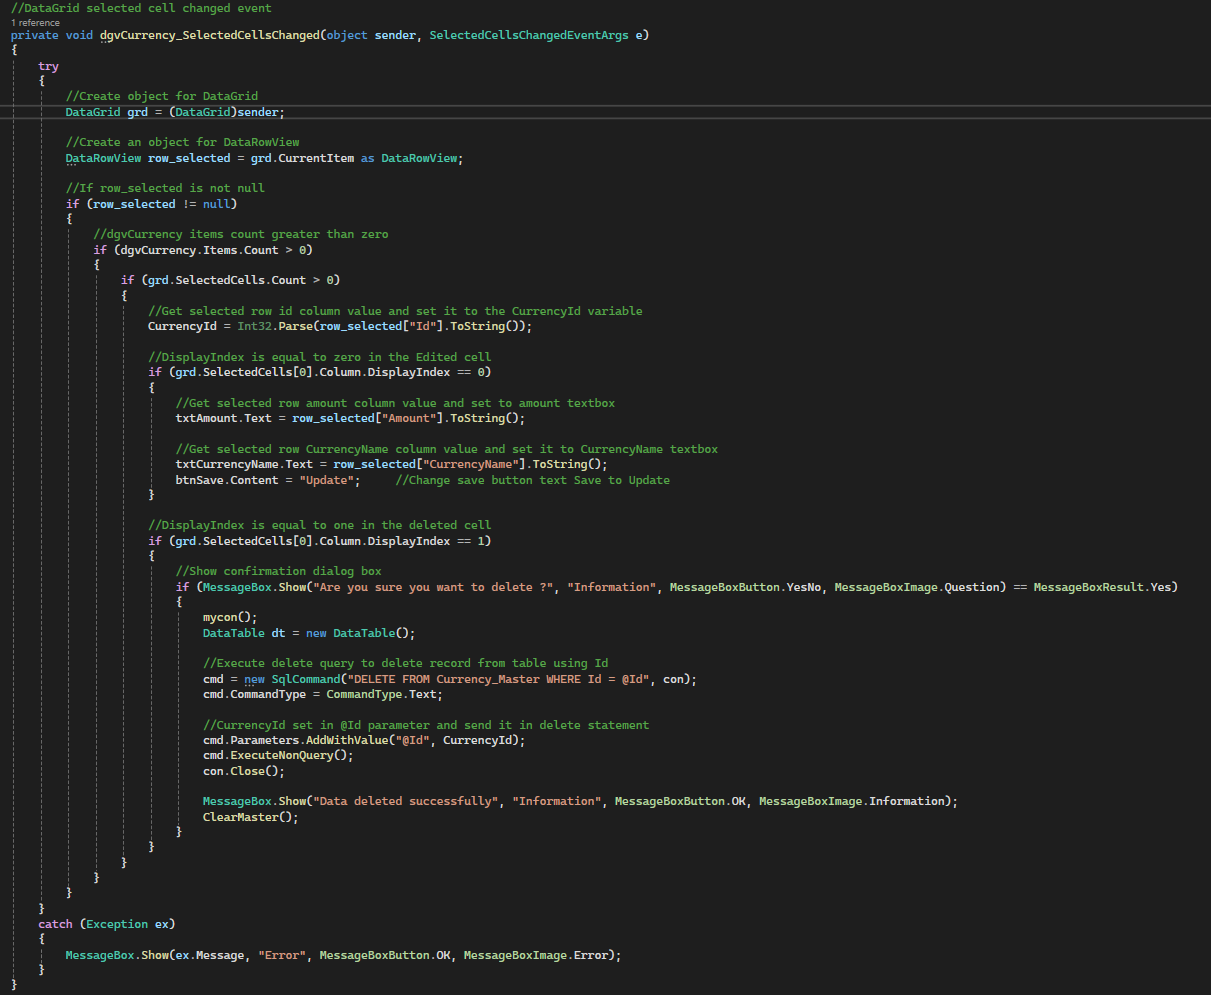 //DataGrid selected cell changed event
1 reference
private void dgvCurrency_SelectedCellsChanged(object sender, SelectedCellsChangedEventArgs e)
{
    try
    {
        //Create object for DataGrid
        DataGrid grd = (DataGrid)sender;

        //Create an object for DataRowView
        DataRowView row_selected = grd.CurrentItem as DataRowView;

        //If row_selected is not null
        if (row_selected != null)
        {
            //dgvCurrency items count greater than zero
            if (dgvCurrency.Items.Count > 0)
            {
                if (grd.SelectedCells.Count > 0)
                {
                    //Get selected row id column value and set it to the CurrencyId variable
                    CurrencyId = Int32.Parse(row_selected["Id"].ToString());

                    //DisplayIndex is equal to zero in the Edited cell
                    if (grd.SelectedCells[0].Column.DisplayIndex == 0)
                    {
                        //Get selected row amount column value and set to amount textbox
                        txtAmount.Text = row_selected["Amount"].ToString();

                        //Get selected row CurrencyName column value and set it to CurrencyName textbox
                        txtCurrencyName.Text = row_selected["CurrencyName"].ToString();
                        btnSave.Content = "Update";     //Change save button text Save to Update
                    }

                    //DisplayIndex is equal to one in the deleted cell
                    if (grd.SelectedCells[0].Column.DisplayIndex == 1)
                    {
                        //Show confirmation dialog box
                        if (MessageBox.Show("Are you sure you want to delete ?", "Information", MessageBoxButton.YesNo, MessageBoxImage.Question) == MessageBoxResult.Yes)
                        {
                            mycon();
                            DataTable dt = new DataTable();

                            //Execute delete query to delete record from table using Id
                            cmd = new SqlCommand("DELETE FROM Currency_Master WHERE Id = @Id", con);
                            cmd.CommandType = CommandType.Text;

                            //CurrencyId set in @Id parameter and send it in delete statement
                            cmd.Parameters.AddWithValue("@Id", CurrencyId);
                            cmd.ExecuteNonQuery();
                            con.Close();

                            MessageBox.Show("Data deleted successfully", "Information", MessageBoxButton.OK, MessageBoxImage.Information);
                            ClearMaster();
                        }
                    }
                }
            }
        }
    }
    catch (Exception ex)
    {
        MessageBox.Show(ex.Message, "Error", MessageBoxButton.OK, MessageBoxImage.Error);
    }
}